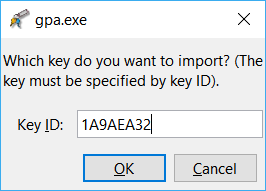 gpa.exe
Which key do you want to import? (The
key must be specified by key ID).
Key ID: 1A9AEA32
OK Cancel